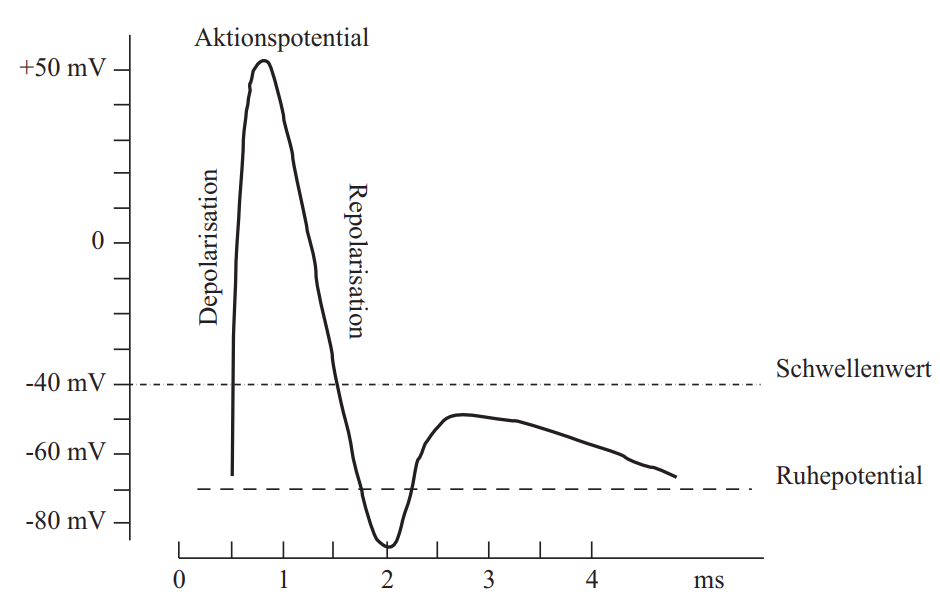 Aktionspotential
+50 mV
Depolarisation
Repolarisation
0
-40 mV
Schwellenwert
-60 mV
Ruhepotential
-80 mV
0 1 2 3 4 ms